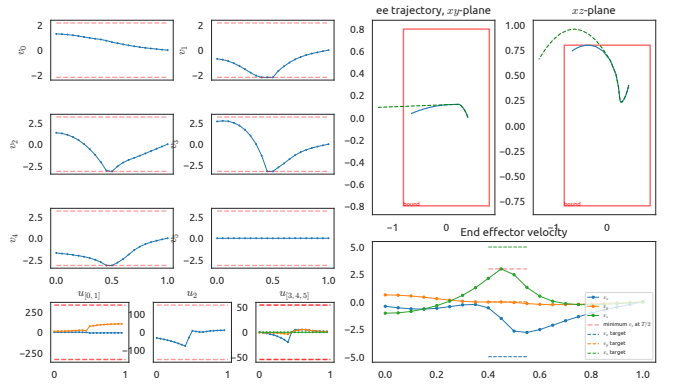 ee trajectory, xy-plane
xz-plane
2
0
−2
v₀
2
0
−2
v₁
2.5
0.0
−2.5
v₂
2.5
0.0
−2.5
v₃
2.5
0.0
−2.5
v₄
0.0 0.5 1.0
2.5
0.0
−2.5
v₅
0.0 0.5 1.0
0.8
0.6
0.4
0.2
0.0
−0.2
−0.4
−0.6
−0.8
bound
−1 0
1.00
0.75
0.50
0.25
0.00
−0.25
−0.50
−0.75
bound
−1 0
u[0, 1]
250
0
−250
0 1
u₂
100
0
−100
0 1
u[3, 4, 5]
50
0
−50
0 1
End effector velocity
5.0
2.5
0.0
−2.5
−5.0
0.0 0.2 0.4 0.6 0.8 1.0
minimum vz at T/2
vx target
vy target
vz target